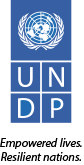 U N
D P
Empowered lives.
Resilient nations.